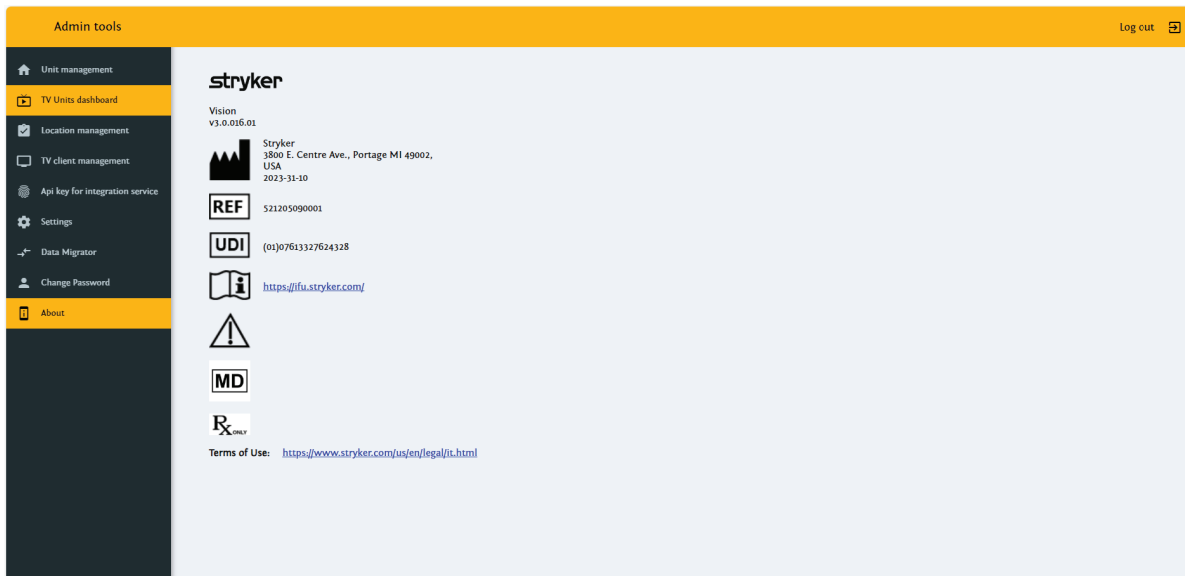 Admin tools
Log out
Unit management
TV Units dashboard
Location management
TV client management
Api key for integration service
Settings
Data Migrator
Change Password
About
stryker
Vision
v3.0.016.01
Stryker
3800 E. Centre Ave., Portage MI 49002,
USA
2023-31-10
REF
521205090001
UDI
(01)07613327624328
https://ifu.stryker.com/
MD
Rx ONLY
Terms of Use: https://www.stryker.com/us/en/legal/it.html